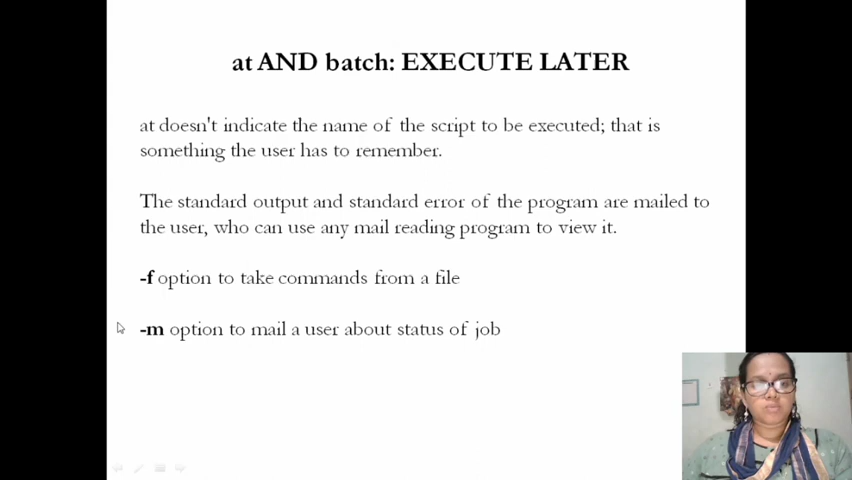 at AND batch: EXECUTE LATER
at doesn't indicate the name of the script to be executed; that is
something the user has to remember.
The standard output and standard error of the program are mailed to
the user, who can use any mail reading program to view it.
-f option to take commands from a file
-m option to mail a user about status of job